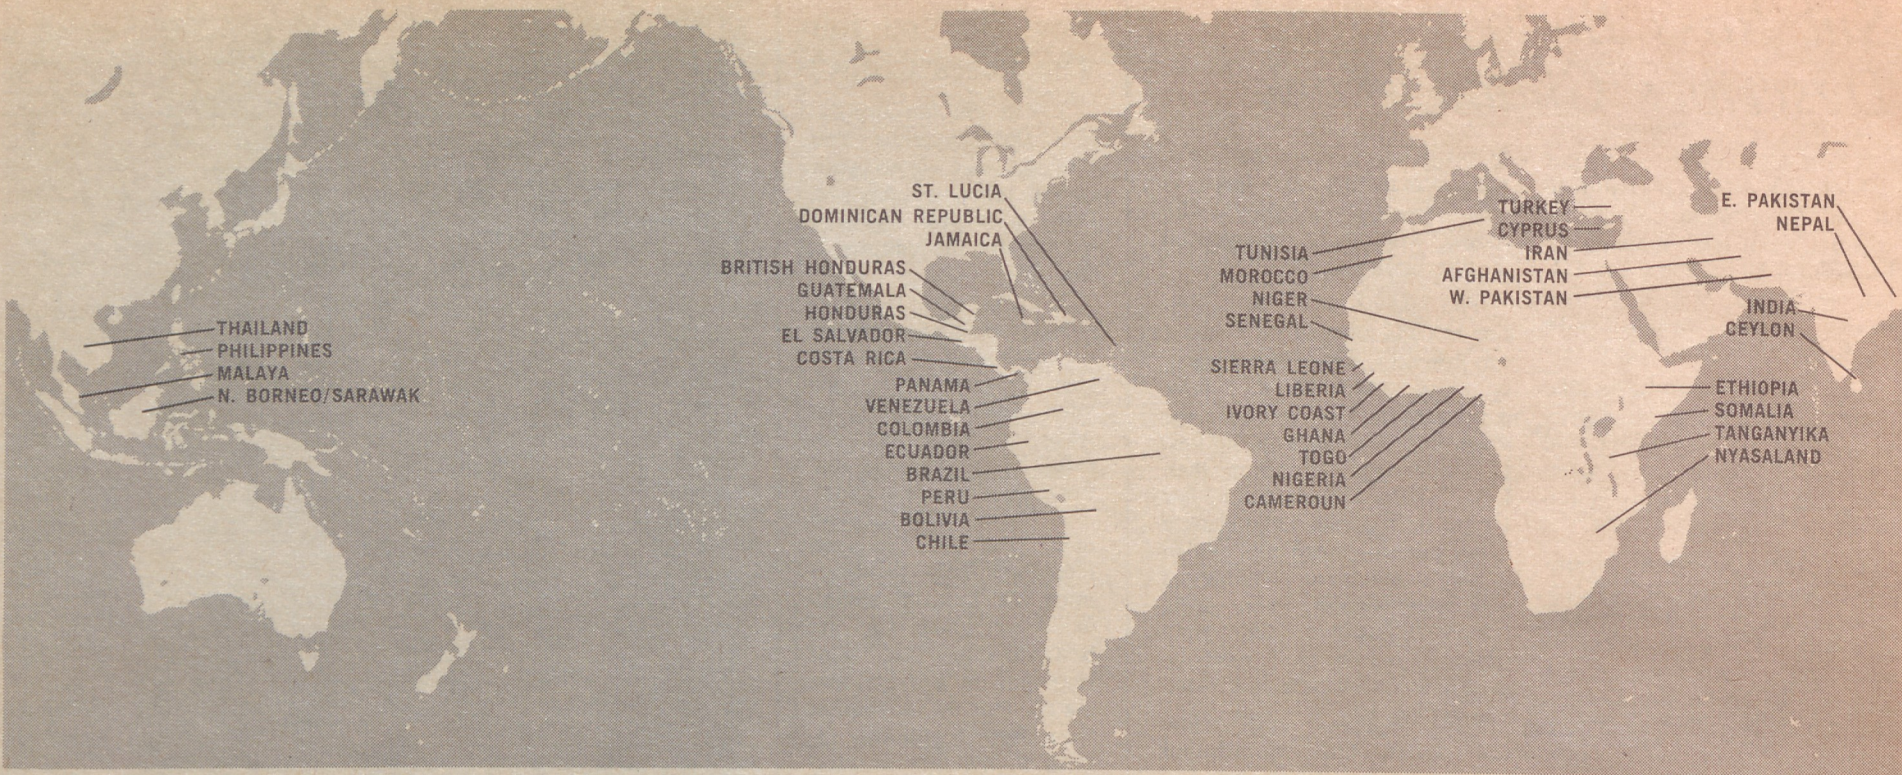 THAILAND
PHILIPPINES
MALAYA
N. BORNEO/SARAWAK
ST. LUCIA
DOMINICAN REPUBLIC
JAMAICA
BRITISH HONDURAS
GUATEMALA
HONDURAS
EL SALVADOR
COSTA RICA
PANAMA
VENEZUELA
COLOMBIA
ECUADOR
BRAZIL
PERU
BOLIVIA
CHILE
TUNISIA
MOROCCO
NIGER
SENEGAL
SIERRA LEONE
LIBERIA
IVORY COAST
GHANA
TOGO
NIGERIA
CAMEROUN
TURKEY
CYPRUS
IRAN
AFGHANISTAN
W. PAKISTAN
E. PAKISTAN
NEPAL
INDIA
CEYLON
ETHIOPIA
SOMALIA
TANGANYIKA
NYASALAND